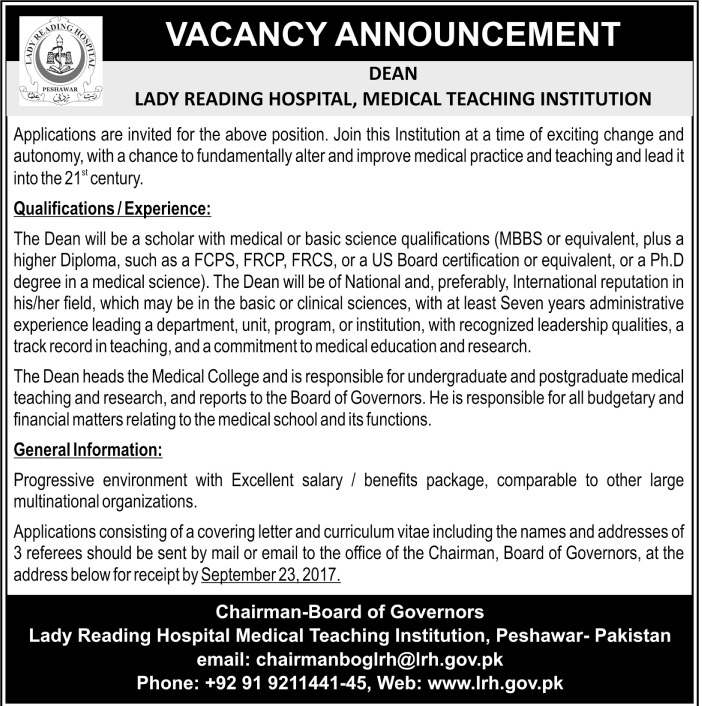 LADY READING HOSPITAL
PESHAWAR
VACANCY ANNOUNCEMENT
DEAN
LADY READING HOSPITAL, MEDICAL TEACHING INSTITUTION
Applications are invited for the above position. Join this Institution at a time of exciting change and
autonomy, with a chance to fundamentally alter and improve medical practice and teaching and lead it
into the 21st century.
Qualifications / Experience:
The Dean will be a scholar with medical or basic science qualifications (MBBS or equivalent, plus a
higher Diploma, such as a FCPS, FRCP, FRCS, or a US Board certification or equivalent, or a Ph.D
degree in a medical science). The Dean will be of National and, preferably, International reputation in
his/her field, which may be in the basic or clinical sciences, with at least Seven years administrative
experience leading a department, unit, program, or institution, with recognized leadership qualities, a
track record in teaching, and a commitment to medical education and research.
The Dean heads the Medical College and is responsible for undergraduate and postgraduate medical
teaching and research, and reports to the Board of Governors. He is responsible for all budgetary and
financial matters relating to the medical school and its functions.
General Information:
Progressive environment with Excellent salary / benefits package, comparable to other large
multinational organizations.
Applications consisting of a covering letter and curriculum vitae including the names and addresses of
3 referees should be sent by mail or email to the office of the Chairman, Board of Governors, at the
address below for receipt by September 23, 2017.
Chairman-Board of Governors
Lady Reading Hospital Medical Teaching Institution, Peshawar- Pakistan
email: chairmanboglrh@lrh.gov.pk
Phone: +92 91 9211441-45, Web: www.lrh.gov.pk